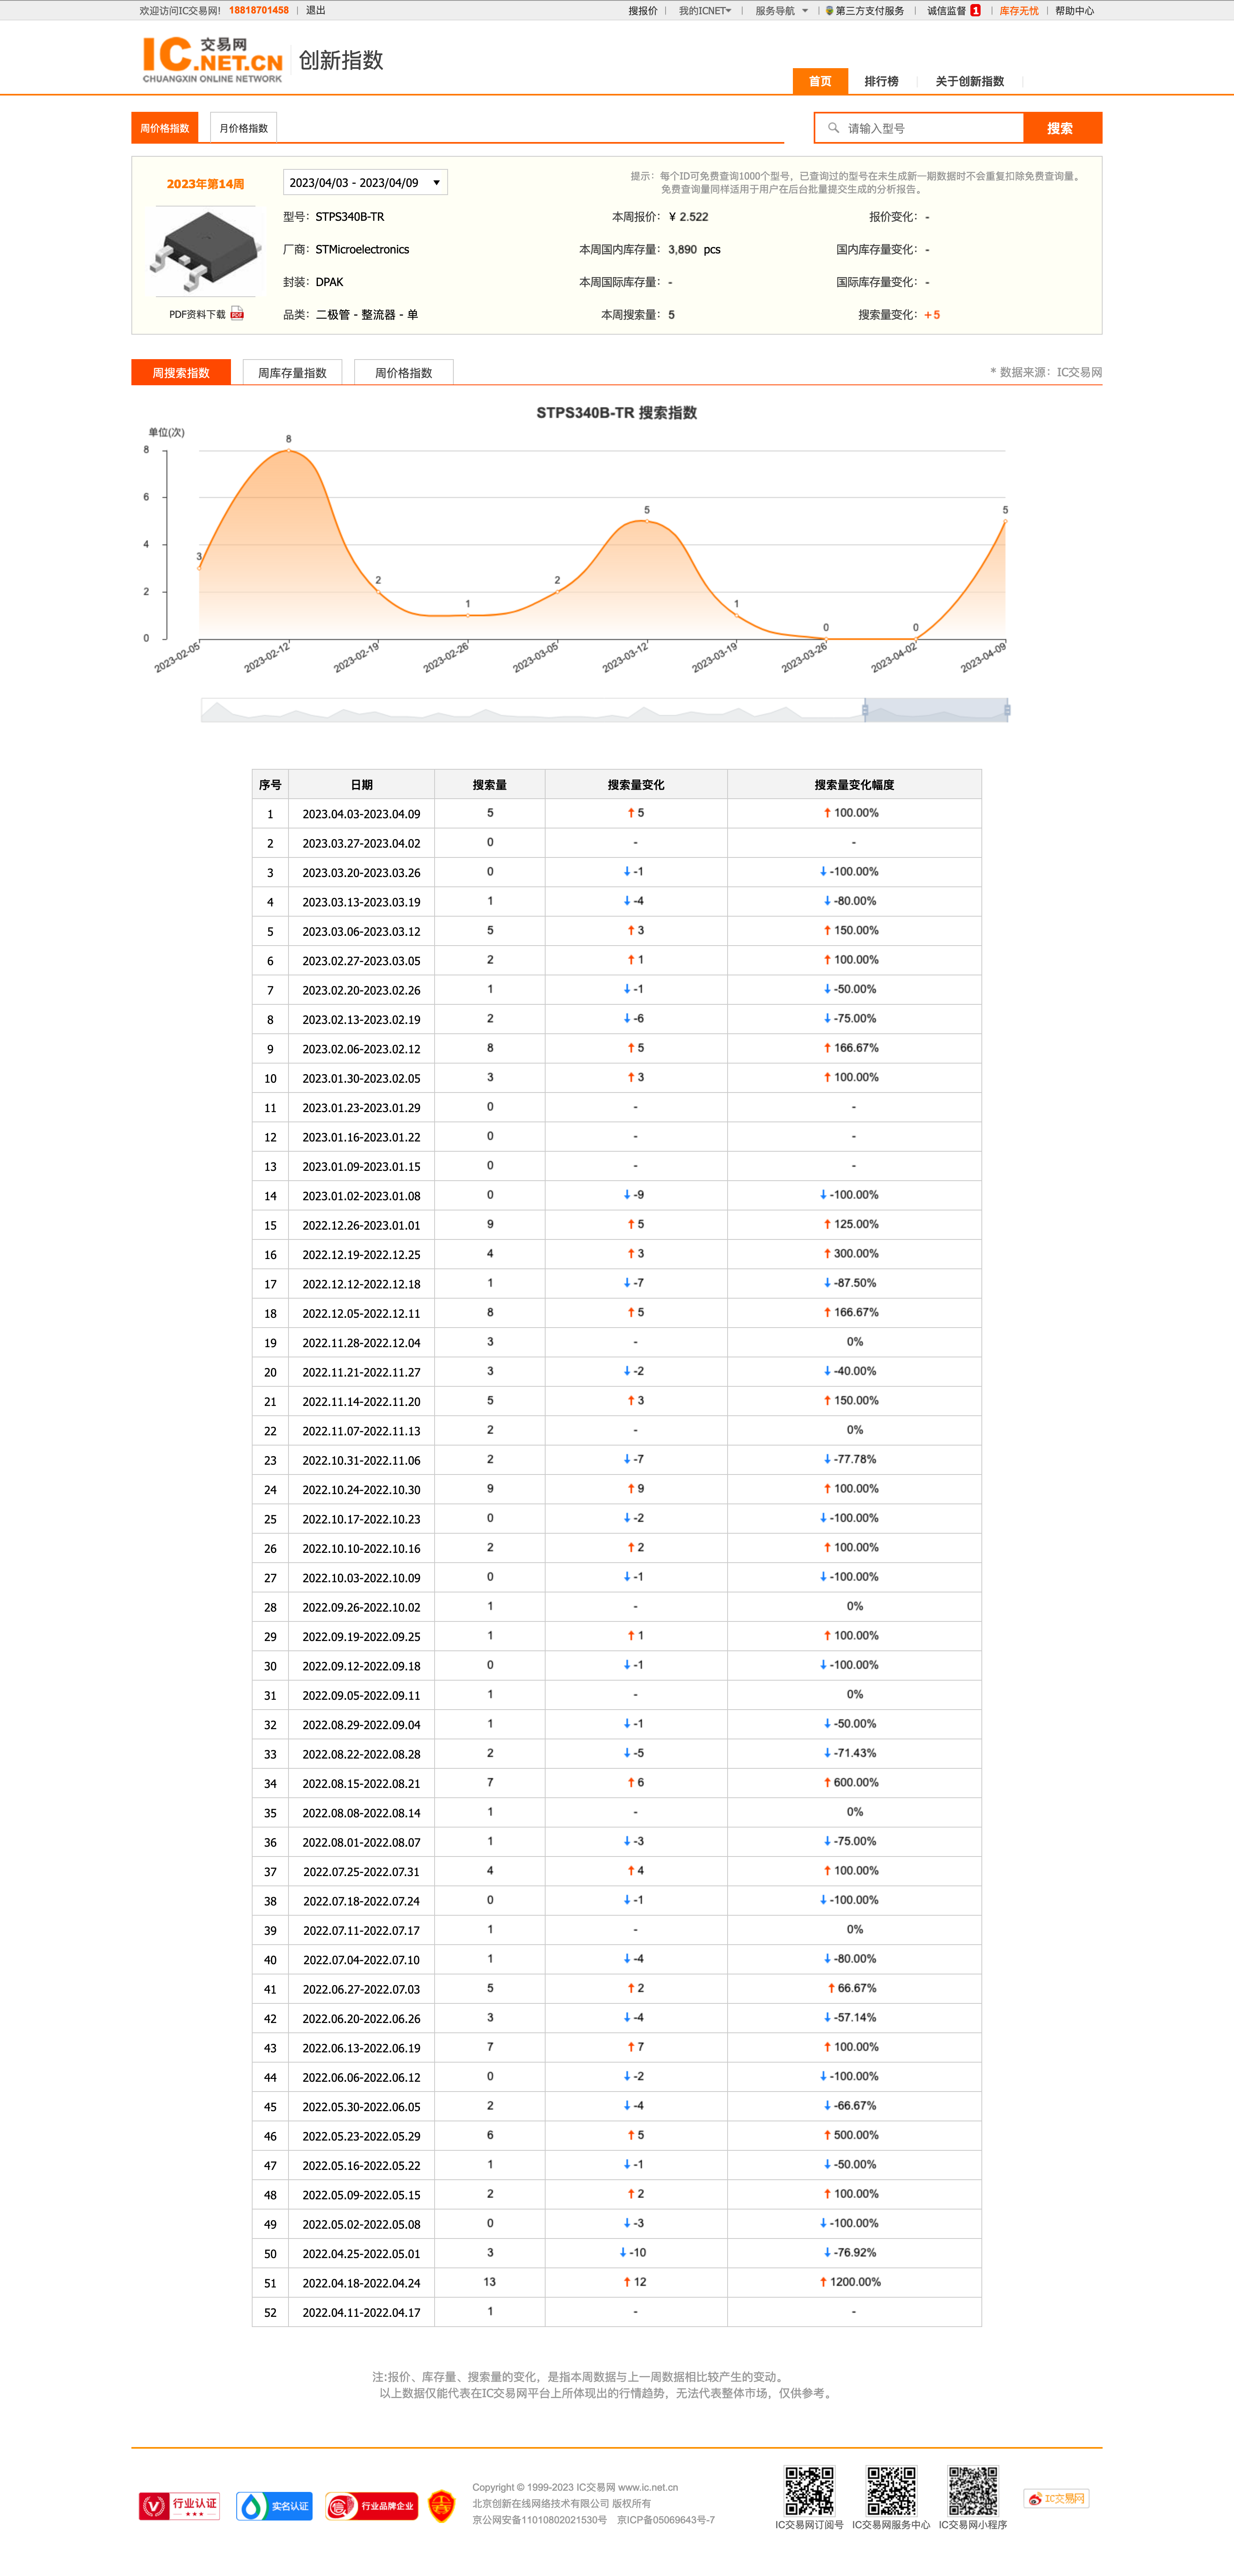 欢迎访问IC交易网! 18818701458 | 退出 搜报价 | 我的ICNET | 服务导航 | 第三方支付服务 | 诚信监督 1 | 库存无忧 | 帮助中心
IC 交易网 .NET.CN 创新指数
CHUANGXIN ONLINE NETWORK
首页 排行榜 关于创新指数
周价格指数 月价格指数 请输入型号 搜索
2023年第14周 2023/04/03 - 2023/04/09
提示：每个ID可免费查询1000个型号，已查询过的型号在未生成新一期数据时不会重复扣除免费查询量。
免费查询量同样适用于用户在后台批量提交生成的分析报告。
型号：STPS340B-TR 本周报价：¥ 2.522 报价变化：-
厂商：STMicroelectronics 本周国内库存量：3,890 pcs 国内库存量变化：-
封装：DPAK 本周国际库存量：- 国际库存量变化：-
PDF资料下载 PDF 品类：二极管 - 整流器 - 单 本周搜索量：5 搜索量变化：+5
周搜索指数 周库存量指数 周价格指数 * 数据来源：IC交易网
STPS340B-TR 搜索指数
单位(次)
8
6
4
2
0
3 8 2 1 2 5 1 0 0 5
2023-02-05 2023-02-12 2023-02-19 2023-02-26 2023-03-05 2023-03-12 2023-03-19 2023-03-26 2023-04-02 2023-04-09
序号 日期 搜索量 搜索量变化 搜索量变化幅度
1 2023.04.03-2023.04.09 5 ↑5 ↑100.00%
2 2023.03.27-2023.04.02 0 - -
3 2023.03.20-2023.03.26 0 ↓-1 ↓-100.00%
4 2023.03.13-2023.03.19 1 ↓-4 ↓-80.00%
5 2023.03.06-2023.03.12 5 ↑3 ↑150.00%
6 2023.02.27-2023.03.05 2 ↑1 ↑100.00%
7 2023.02.20-2023.02.26 1 ↓-1 ↓-50.00%
8 2023.02.13-2023.02.19 2 ↓-6 ↓-75.00%
9 2023.02.06-2023.02.12 8 ↑5 ↑166.67%
10 2023.01.30-2023.02.05 3 ↑3 ↑100.00%
11 2023.01.23-2023.01.29 0 - -
12 2023.01.16-2023.01.22 0 - -
13 2023.01.09-2023.01.15 0 - -
14 2023.01.02-2023.01.08 0 ↓-9 ↓-100.00%
15 2022.12.26-2023.01.01 9 ↑5 ↑125.00%
16 2022.12.19-2022.12.25 4 ↑3 ↑300.00%
17 2022.12.12-2022.12.18 1 ↓-7 ↓-87.50%
18 2022.12.05-2022.12.11 8 ↑5 ↑166.67%
19 2022.11.28-2022.12.04 3 - 0%
20 2022.11.21-2022.11.27 3 ↓-2 ↓-40.00%
21 2022.11.14-2022.11.20 5 ↑3 ↑150.00%
22 2022.11.07-2022.11.13 2 - 0%
23 2022.10.31-2022.11.06 2 ↓-7 ↓-77.78%
24 2022.10.24-2022.10.30 9 ↑9 ↑100.00%
25 2022.10.17-2022.10.23 0 ↓-2 ↓-100.00%
26 2022.10.10-2022.10.16 2 ↑2 ↑100.00%
27 2022.10.03-2022.10.09 0 ↓-1 ↓-100.00%
28 2022.09.26-2022.10.02 1 - 0%
29 2022.09.19-2022.09.25 1 ↑1 ↑100.00%
30 2022.09.12-2022.09.18 0 ↓-1 ↓-100.00%
31 2022.09.05-2022.09.11 1 - 0%
32 2022.08.29-2022.09.04 1 ↓-1 ↓-50.00%
33 2022.08.22-2022.08.28 2 ↓-5 ↓-71.43%
34 2022.08.15-2022.08.21 7 ↑6 ↑600.00%
35 2022.08.08-2022.08.14 1 - 0%
36 2022.08.01-2022.08.07 1 ↓-3 ↓-75.00%
37 2022.07.25-2022.07.31 4 ↑4 ↑100.00%
38 2022.07.18-2022.07.24 0 ↓-1 ↓-100.00%
39 2022.07.11-2022.07.17 1 - 0%
40 2022.07.04-2022.07.10 1 ↓-4 ↓-80.00%
41 2022.06.27-2022.07.03 5 ↑2 ↑66.67%
42 2022.06.20-2022.06.26 3 ↓-4 ↓-57.14%
43 2022.06.13-2022.06.19 7 ↑7 ↑100.00%
44 2022.06.06-2022.06.12 0 ↓-2 ↓-100.00%
45 2022.05.30-2022.06.05 2 ↓-4 ↓-66.67%
46 2022.05.23-2022.05.29 6 ↑5 ↑500.00%
47 2022.05.16-2022.05.22 1 ↓-1 ↓-50.00%
48 2022.05.09-2022.05.15 2 ↑2 ↑100.00%
49 2022.05.02-2022.05.08 0 ↓-3 ↓-100.00%
50 2022.04.25-2022.05.01 3 ↓-10 ↓-76.92%
51 2022.04.18-2022.04.24 13 ↑12 ↑1200.00%
52 2022.04.11-2022.04.17 1 - -
注:报价、库存量、搜索量的变化，是指本周数据与上一周数据相比较产生的变动。
以上数据仅能代表在IC交易网平台上所体现出的行情趋势，无法代表整体市场，仅供参考。
行业认证 实名认证 行业品牌企业
Copyright © 1999-2023 IC交易网 www.ic.net.cn
北京创新在线网络技术有限公司 版权所有
京公网安备11010802021530号 京ICP备05069643号-7
IC交易网订阅号 IC交易网服务中心 IC交易网小程序
IC交易网